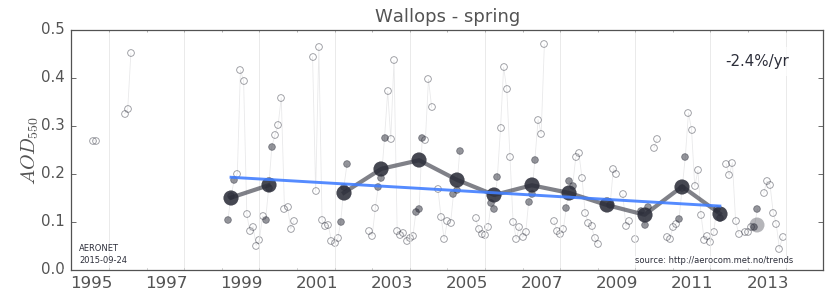 Wallops - spring
0.5
0.4
0.3
0.2
0.1
0.0
AOD550
-2.4%/yr
AERONET
2015-09-24
source: http://aerocom.met.no/trends
1995 1997 1999 2001 2003 2005 2007 2009 2011 2013